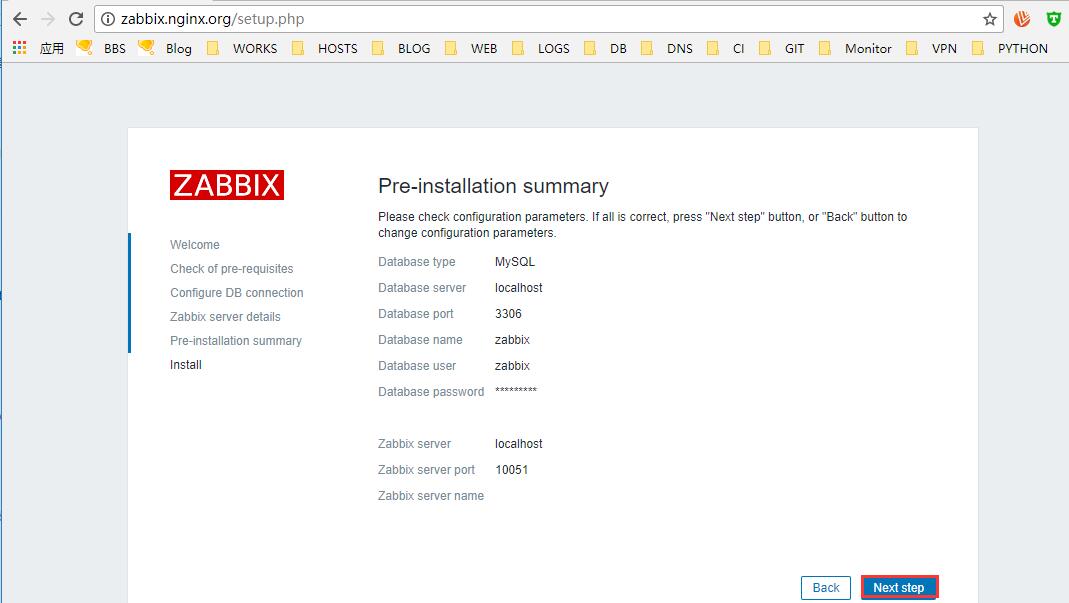 zabbix.nginx.org/setup.php
应用 BBS Blog WORKS HOSTS BLOG WEB LOGS DB DNS CI GIT Monitor VPN PYTHON
ZABBIX
Welcome
Check of pre-requisites
Configure DB connection
Zabbix server details
Pre-installation summary
Install
Pre-installation summary
Please check configuration parameters. If all is correct, press "Next step" button, or "Back" button to
change configuration parameters.
Database type MySQL
Database server localhost
Database port 3306
Database name zabbix
Database user zabbix
Database password *********
Zabbix server localhost
Zabbix server port 10051
Zabbix server name
Back Next step